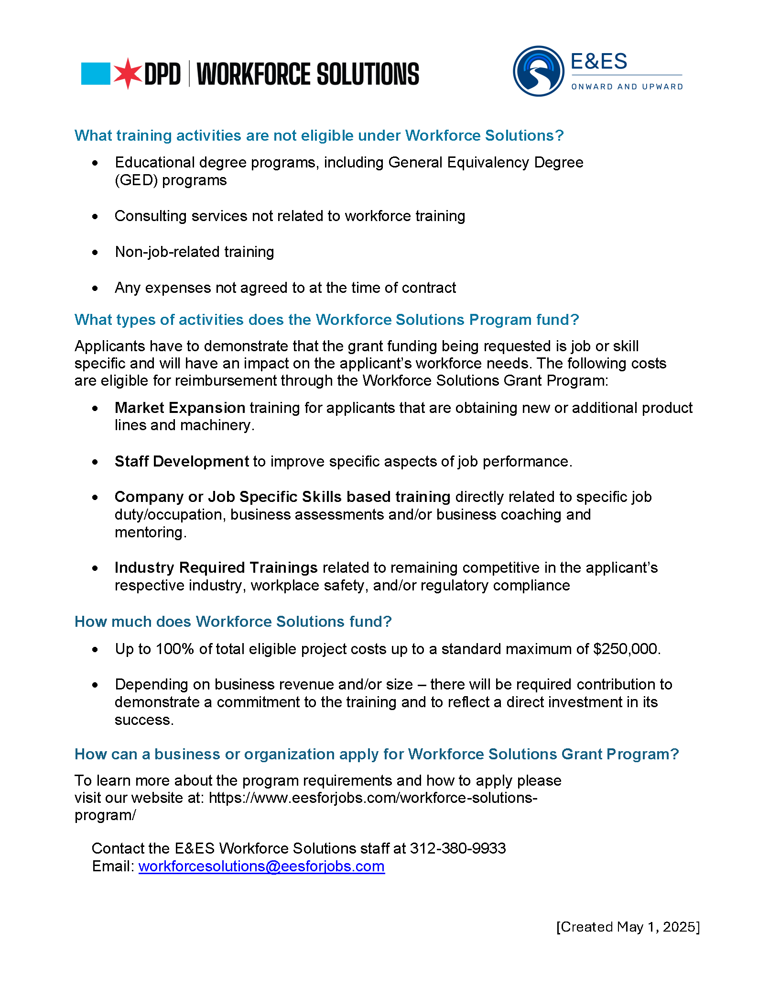 DPD | WORKFORCE SOLUTIONS
E&ES
ONWARD AND UPWARD
What training activities are not eligible under Workforce Solutions?
• Educational degree programs, including General Equivalency Degree
(GED) programs
• Consulting services not related to workforce training
• Non-job-related training
• Any expenses not agreed to at the time of contract
What types of activities does the Workforce Solutions Program fund?
Applicants have to demonstrate that the grant funding being requested is job or skill
specific and will have an impact on the applicant’s workforce needs. The following costs
are eligible for reimbursement through the Workforce Solutions Grant Program:
• Market Expansion training for applicants that are obtaining new or additional product
lines and machinery.
• Staff Development to improve specific aspects of job performance.
• Company or Job Specific Skills based training directly related to specific job
duty/occupation, business assessments and/or business coaching and
mentoring.
• Industry Required Trainings related to remaining competitive in the applicant’s
respective industry, workplace safety, and/or regulatory compliance
How much does Workforce Solutions fund?
• Up to 100% of total eligible project costs up to a standard maximum of $250,000.
• Depending on business revenue and/or size – there will be required contribution to
demonstrate a commitment to the training and to reflect a direct investment in its
success.
How can a business or organization apply for Workforce Solutions Grant Program?
To learn more about the program requirements and how to apply please
visit our website at: https://www.eesforjobs.com/workforce-solutions-
program/
Contact the E&ES Workforce Solutions staff at 312-380-9933
Email: workforcesolutions@eesforjobs.com
[Created May 1, 2025]